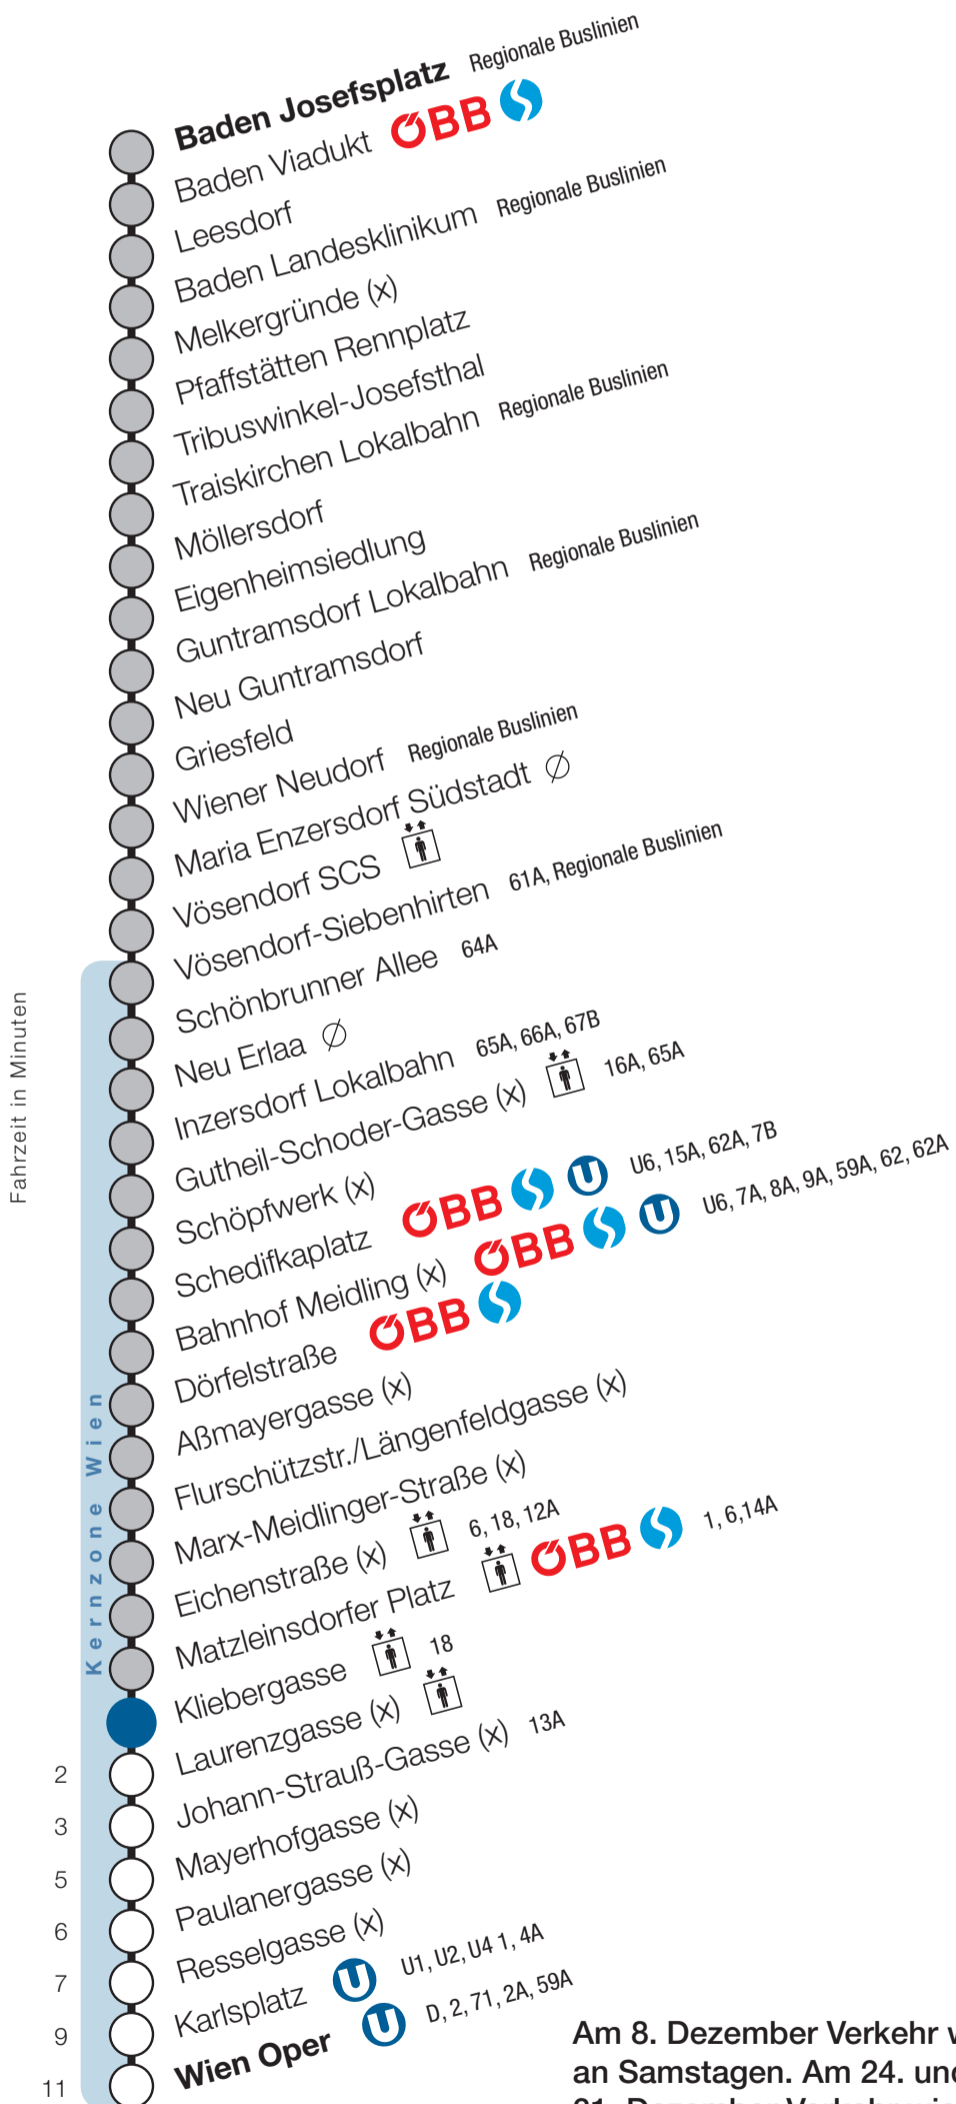 Baden Josefsplatz Regionale Buslinien
Baden Viadukt ÖBB
Leesdorf
Baden Landesklinikum Regionale Buslinien
Melkergründe (x)
Pfaffstätten Rennplatz
Tribuswinkel-Josefsthal
Traiskirchen Lokalbahn Regionale Buslinien
Möllersdorf
Eigenheimsiedlung
Guntramsdorf Lokalbahn Regionale Buslinien
Neu Guntramsdorf
Griesfeld
Wiener Neudorf Regionale Buslinien
Maria Enzersdorf Südstadt ∅
Vösendorf SCS
Vösendorf-Siebenhirten 61A, Regionale Buslinien
Schönbrunner Allee 64A
Neu Erlaa ∅
Inzersdorf Lokalbahn 65A, 66A, 67B
Gutheil-Schoder-Gasse (x) 16A, 65A
Schöpfwerk (x)
Schedifkaplatz ÖBB U U6, 15A, 62A, 7B
Bahnhof Meidling (x) ÖBB U U6, 7A, 8A, 9A, 59A, 62, 62A
Dörfelstraße ÖBB
Aßmayergasse (x)
Flurschützstr./Längenfeldgasse (x)
Marx-Meidlinger-Straße (x)
Eichenstraße (x) 6, 18, 12A
Matzleinsdorfer Platz ÖBB 1, 6,14A
Kliebergasse 18
Laurenzgasse (x)
2 Johann-Strauß-Gasse (x) 13A
3 Mayerhofgasse (x)
5 Paulanergasse (x)
6 Resselgasse (x)
7 Karlsplatz U U1, U2, U4 1, 4A
9 Wien Oper U D, 2, 71, 2A, 59A
11
Fahrzeit in Minuten
Kernzone Wien
Am 8. Dezember Verkehr
an Samstagen. Am 24. und
31. Dezember Verkehr wie